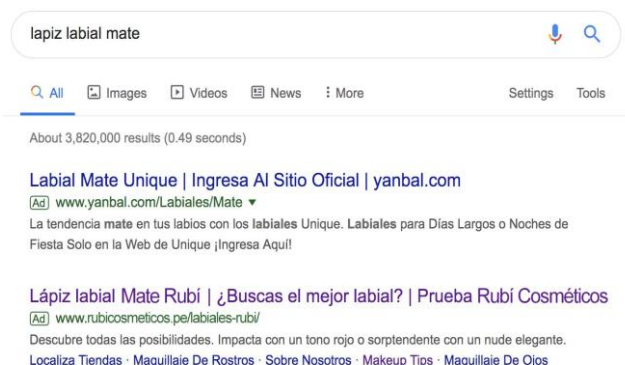 lapiz labial mate
All Images Videos News More Settings Tools
About 3,820,000 results (0.49 seconds)
Labial Mate Unique | Ingresa Al Sitio Oficial | yanbal.com
Ad www.yanbal.com/Labiales/Mate
La tendencia mate en tus labios con los labiales Unique. Labiales para Días Largos o Noches de
Fiesta Solo en la Web de Unique ¡Ingresa Aquí!
Lápiz labial Mate Rubí | ¿Buscas el mejor labial? | Prueba Rubí Cosméticos
Ad www.rubicosmeticos.pe/labiales-rubi/
Descubre todas las posibilidades. Impacta con un tono rojo o sorptendente con un nude elegante.
Localiza Tiendas · Maquillaje De Rostros · Sobre Nosotros · Makeup Tips · Maquillaje De Ojos